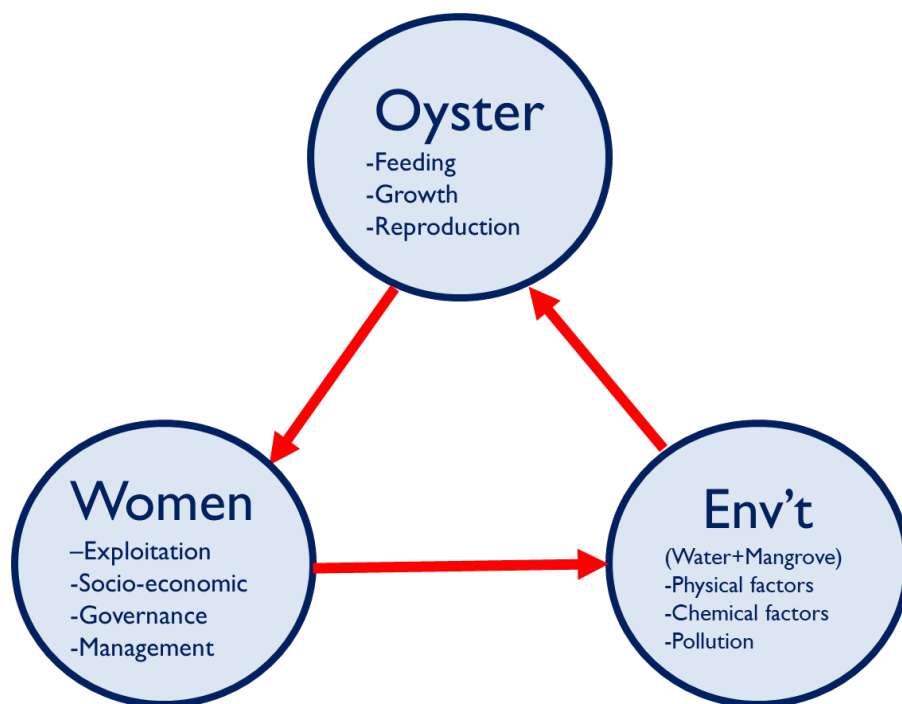 Oyster
-Feeding
-Growth
-Reproduction
Women
–Exploitation
-Socio-economic
-Governance
-Management
Env't
(Water+Mangrove)
-Physical factors
-Chemical factors
-Pollution